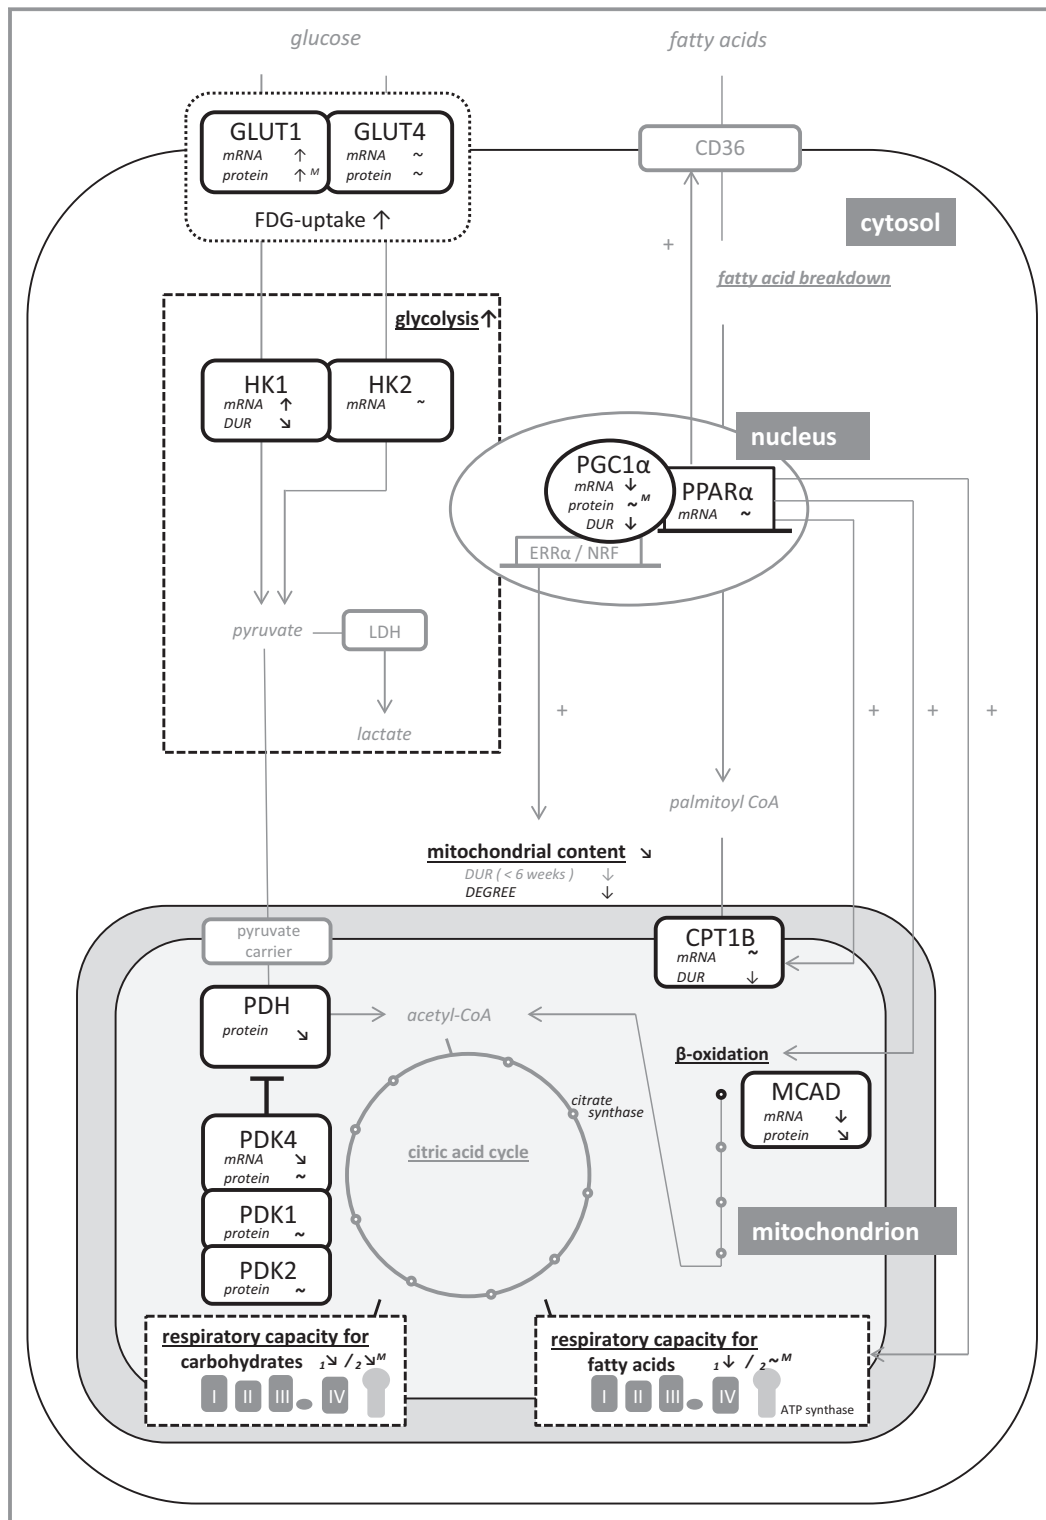 glucose
fatty acids
GLUT1
mRNA ↑
protein ↑ M
GLUT4
mRNA ~
protein ~
FDG-uptake ↑
CD36
cytosol
+
fatty acid breakdown
glycolysis ↑
HK1
mRNA ↑
DUR ↘
HK2
mRNA ~
nucleus
PGC1α
mRNA ↓
protein ~ M
DUR ↓
PPARα
mRNA ~
ERRα / NRF
pyruvate
LDH
lactate
+
+
+
+
palmitoyl CoA
mitochondrial content ↘
DUR ( < 6 weeks ) ↓
DEGREE ↓
pyruvate
carrier
CPT1B
mRNA ~
DUR ↓
PDH
protein ↘
acetyl-CoA
β-oxidation
MCAD
mRNA ↓
protein ↘
citrate
synthase
citric acid cycle
PDK4
mRNA ↘
protein ~
PDK1
protein ~
PDK2
protein ~
mitochondrion
respiratory capacity for
carbohydrates 1↘ / 2↘M
I II III IV
respiratory capacity for
fatty acids 1↓ / 2~M
I II III IV
ATP synthase